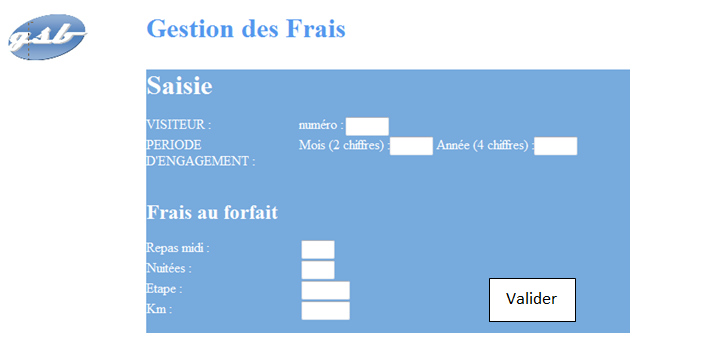 gsb
Gestion des Frais
Saisie
VISITEUR : numéro :
PERIODE D'ENGAGEMENT : Mois (2 chiffres) : Année (4 chiffres) :
Frais au forfait
Repas midi :
Nuitées :
Etape :
Km :
Valider